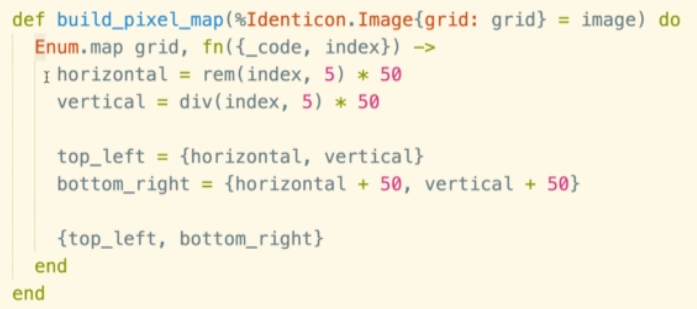 def build_pixel_map(%Identicon.Image{grid: grid} = image) do
  Enum.map grid, fn({_code, index}) ->
    horizontal = rem(index, 5) * 50
    vertical = div(index, 5) * 50

    top_left = {horizontal, vertical}
    bottom_right = {horizontal + 50, vertical + 50}

    {top_left, bottom_right}
  end
end